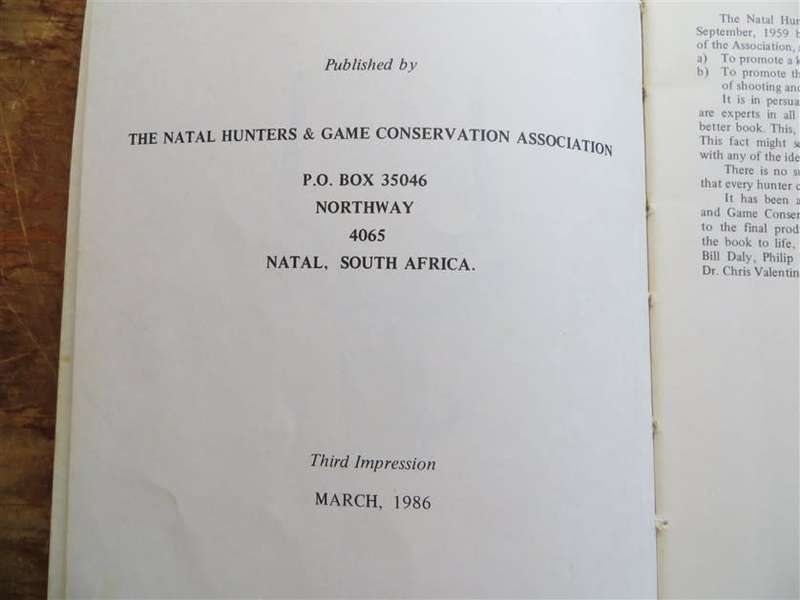 Published by
THE NATAL HUNTERS & GAME CONSERVATION ASSOCIATION
P.O. BOX 35046
NORTHWAY
4065
NATAL, SOUTH AFRICA.
Third Impression
MARCH, 1986
The Natal Hun
September, 1959 b
of the Association,
a) To promote a k
b) To promote th
of shooting and
It is in persua
are experts in all
better book. This,
This fact might se
with any of the ide
There is no su
that every hunter c
It has been a
and Game Conser
to the final prod
the book to life,
Bill Daly, Philip
Dr. Chris Valentin